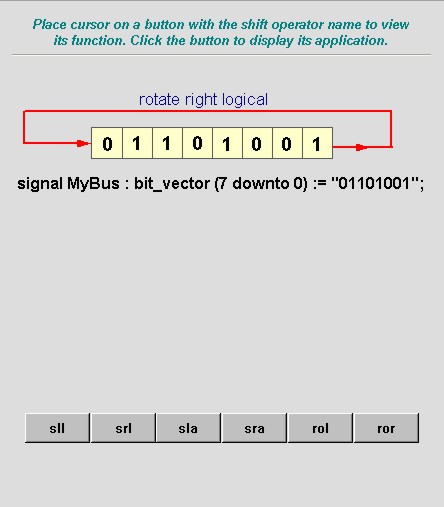 Place cursor on a button with the shift operator name to view
its function. Click the button to display its application.
rotate right logical
0 1 1 0 1 0 0 1
signal MyBus : bit_vector (7 downto 0) := "01101001";
sll srl sla sra rol ror